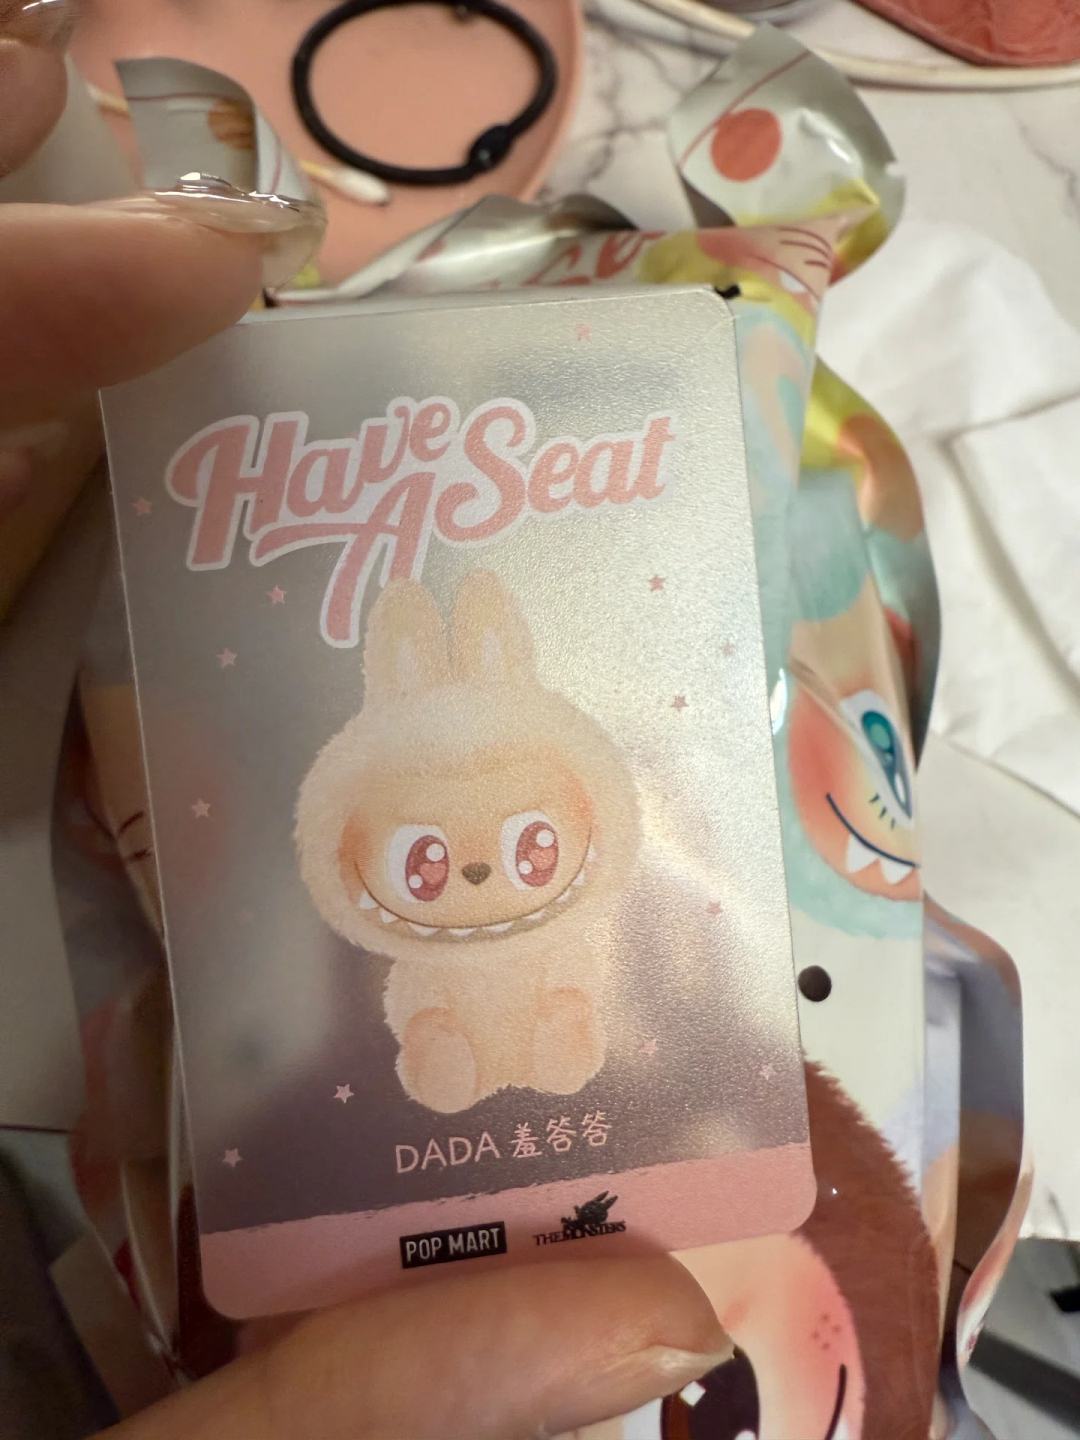 Have
A Seat
DADA 羞答答
POP MART
THE MONSTERS